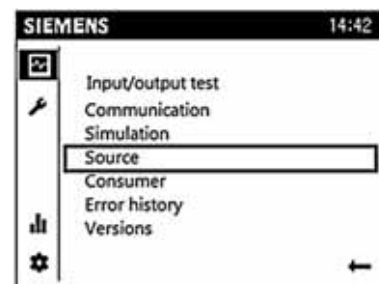 SIEMENS 14:42
Input/output test
Communication
Simulation
Source
Consumer
Error history
Versions